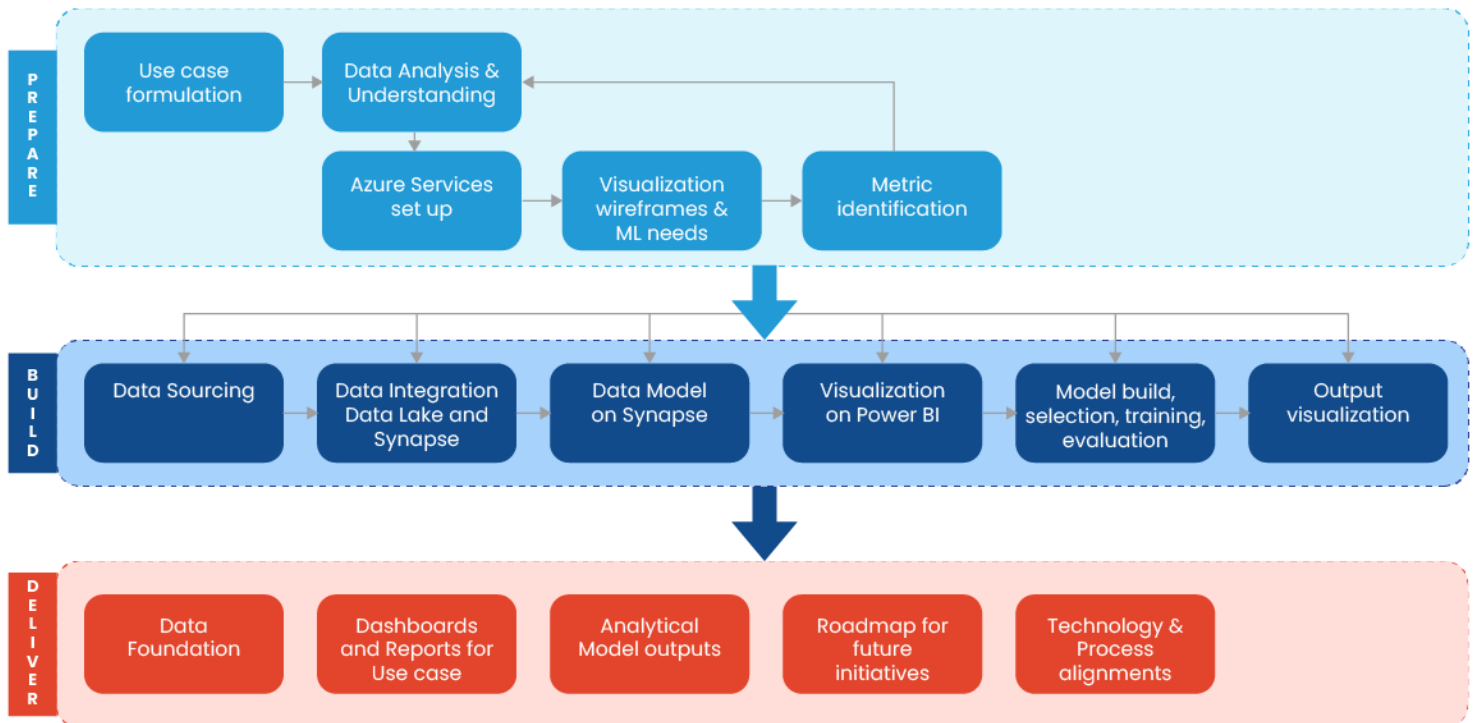 PREPARE
Use case
formulation
Data Analysis &
Understanding
Azure Services
set up
Visualization
wireframes &
ML needs
Metric
identification
BUILD
Data Sourcing
Data Integration
Data Lake and
Synapse
Data Model
on Synapse
Visualization
on Power BI
Model build,
selection, training,
evaluation
Output
visualization
DELIVER
Data
Foundation
Dashboards
and Reports for
Use case
Analytical
Model outputs
Roadmap for
future
initiatives
Technology &
Process
alignments